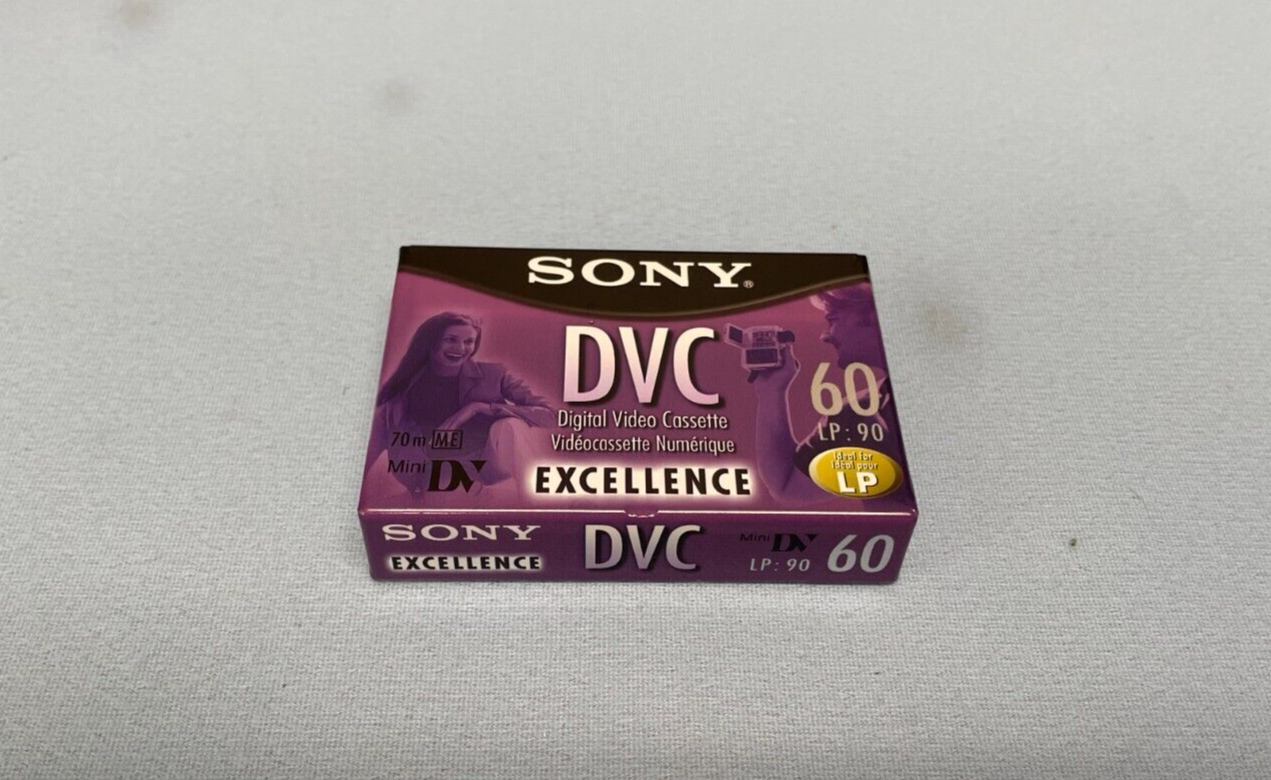 SONY®
DVC
Digital Video Cassette
Vidéocassette Numérique
EXCELLENCE
60
LP: 90
Ideal for
Idéal pour
LP
70m ME
Mini DV
SONY
EXCELLENCE
DVC
Mini DV
LP: 90
60